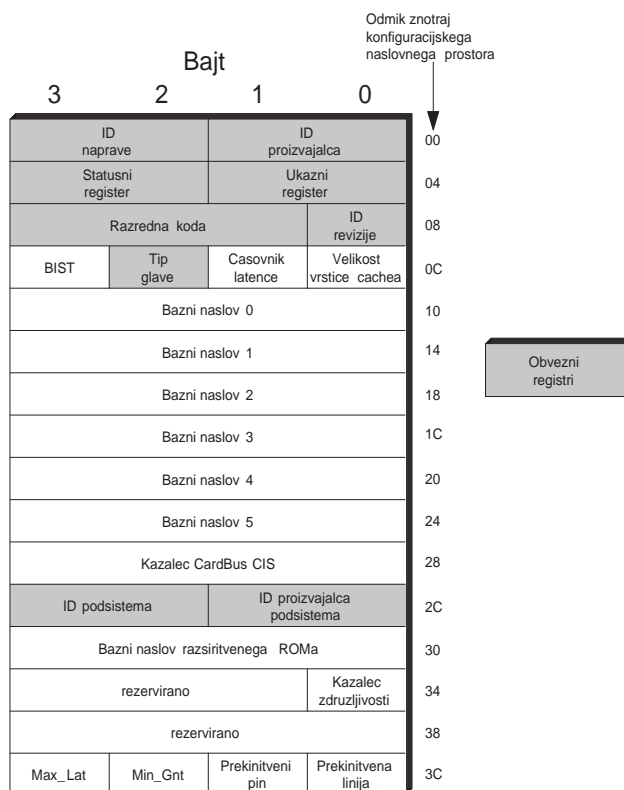 Odmik znotraj
konfiguracijskega
naslovnega prostora
Bajt
3 2 1 0
ID
naprave
ID
proizvajalca
00
Statusni
register
Ukazni
register
04
Razredna koda
ID
revizije
08
BIST
Tip
glave
Casovnik
latence
Velikost
vrstice cachea
0C
Bazni naslov 0
10
Bazni naslov 1
14
Obvezni
registri
Bazni naslov 2
18
Bazni naslov 3
1C
Bazni naslov 4
20
Bazni naslov 5
24
Kazalec CardBus CIS
28
ID podsistema
ID proizvajalca
podsistema
2C
Bazni naslov razsiritvenega ROMa
30
rezervirano
Kazalec
zdruzljivosti
34
rezervirano
38
Max_Lat
Min_Gnt
Prekinitveni
pin
Prekinitvena
linija
3C